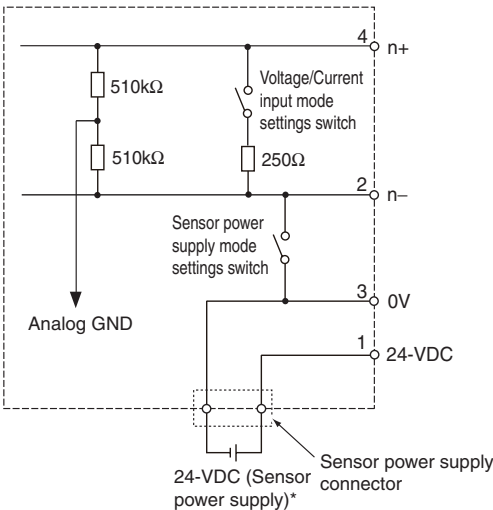 4
n+
510kΩ
Voltage/Current
input mode
settings switch
510kΩ
250Ω
2
n−
Sensor power
supply mode
settings switch
3
0V
Analog GND
1
24-VDC
24-VDC (Sensor
power supply)*
Sensor power supply
connector